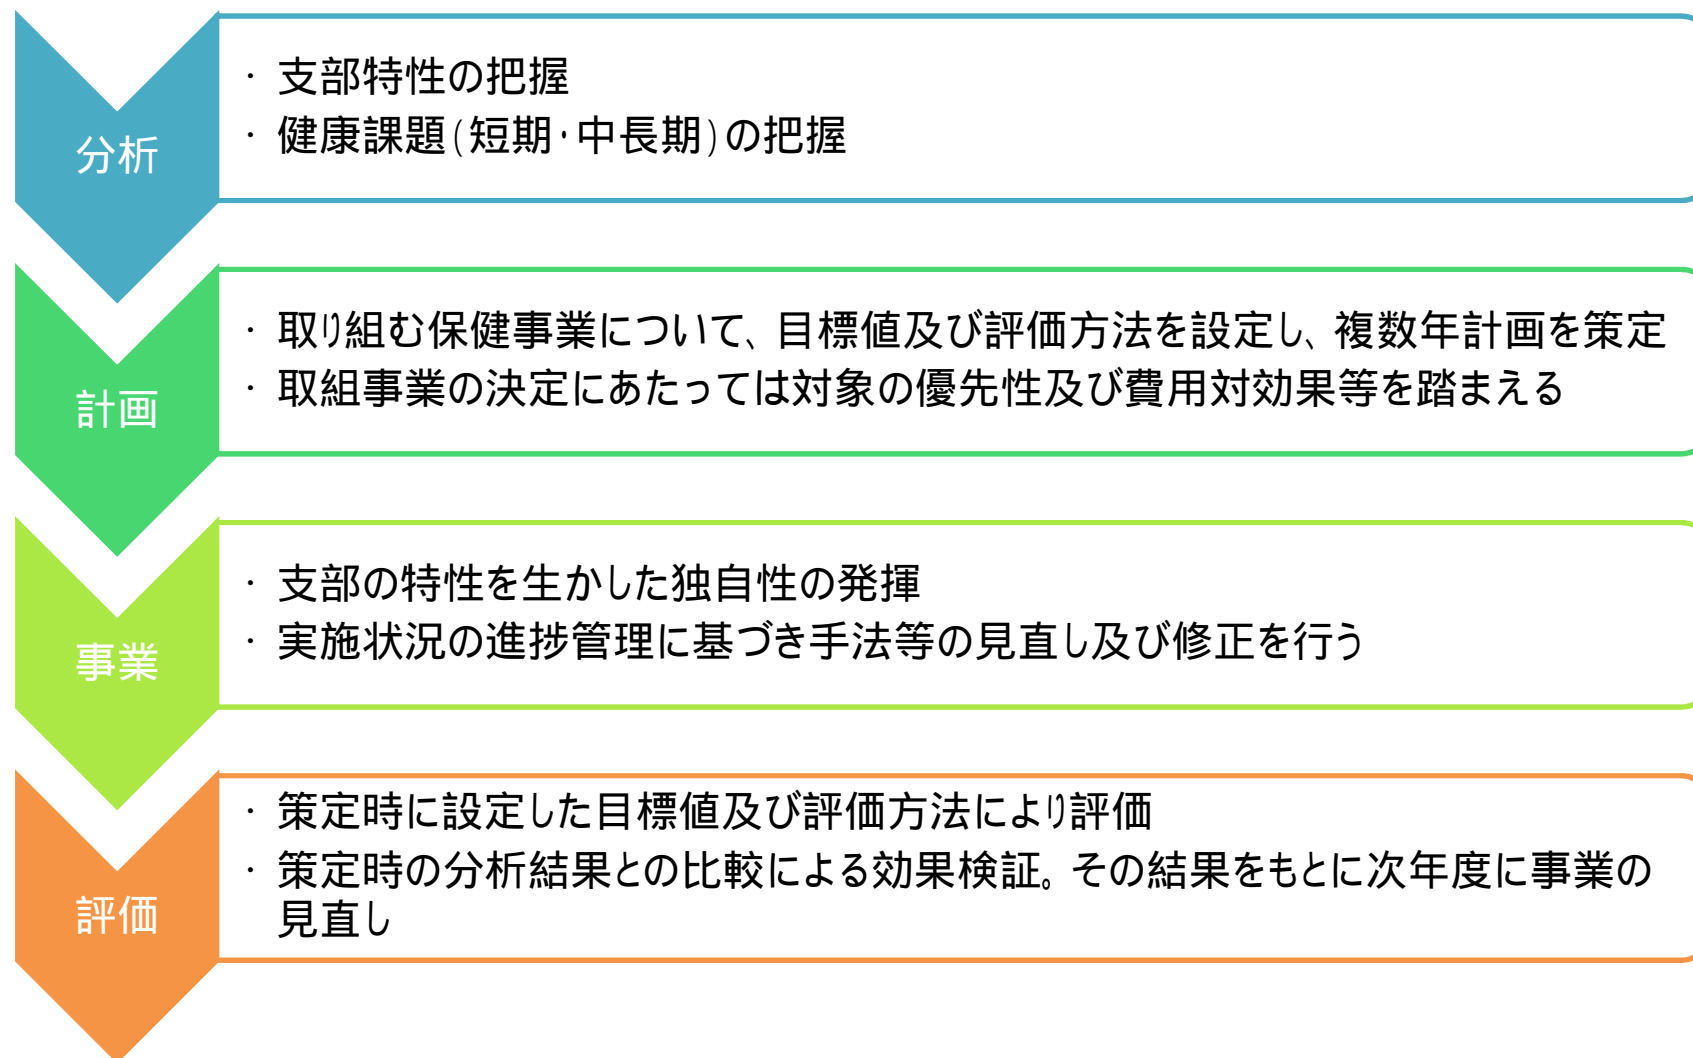 分析
・支部特性の把握
・健康課題(短期・中長期)の把握
計画
・取り組む保健事業について、目標値及び評価方法を設定し、複数年計画を策定
・取組事業の決定にあたっては対象の優先性及び費用対効果等を踏まえる
事業
・支部の特性を生かした独自性の発揮
・実施状況の進捗管理に基づき手法等の見直し及び修正を行う
評価
・策定時に設定した目標値及び評価方法により評価
・策定時の分析結果との比較による効果検証。その結果をもとに次年度に事業の
見直し